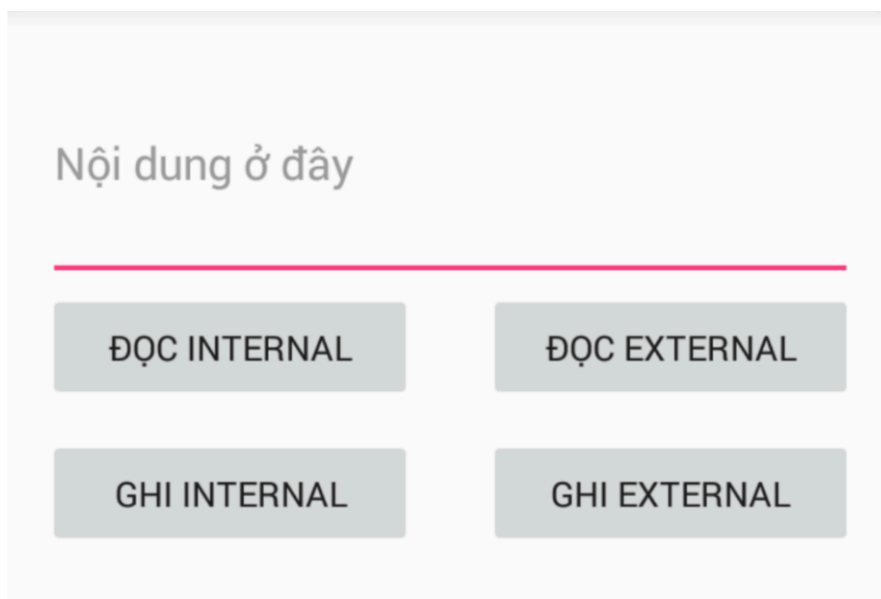 Nội dung ở đây
ĐỌC INTERNAL
ĐỌC EXTERNAL
GHI INTERNAL
GHI EXTERNAL